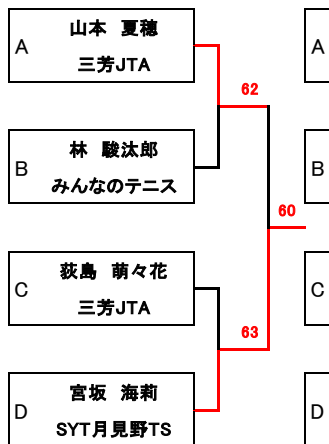 A
山本 夏穂
三芳JTA
62
B
林 駿汰郎
みんなのテニス
60
C
荻島 萌々花
三芳JTA
63
D
宮坂 海莉
SYT月見野TS
A
B
C
D